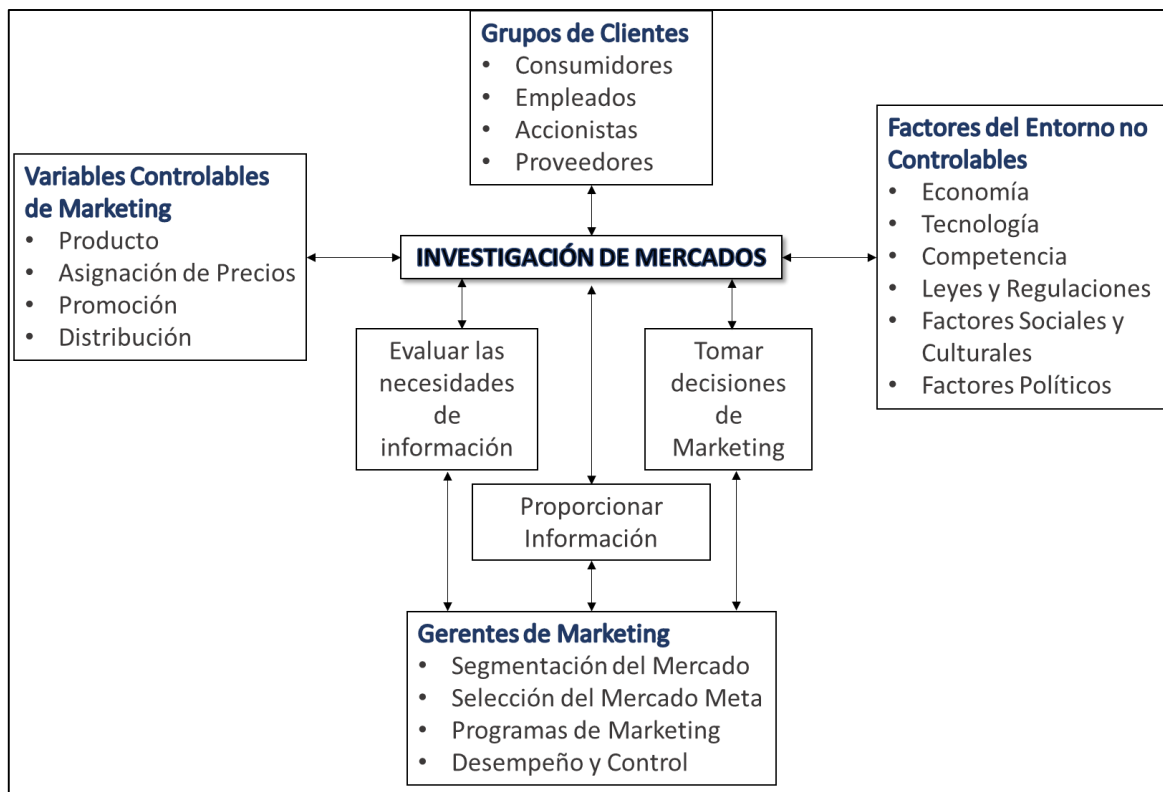 Grupos de Clientes
• Consumidores
• Empleados
• Accionistas
• Proveedores
Variables Controlables
de Marketing
• Producto
• Asignación de Precios
• Promoción
• Distribución
INVESTIGACIÓN DE MERCADOS
Factores del Entorno no
Controlables
• Economía
• Tecnología
• Competencia
• Leyes y Regulaciones
• Factores Sociales y
Culturales
• Factores Políticos
Evaluar las
necesidades
de
información
Proporcionar
Información
Tomar
decisiones
de
Marketing
Gerentes de Marketing
• Segmentación del Mercado
• Selección del Mercado Meta
• Programas de Marketing
• Desempeño y Control